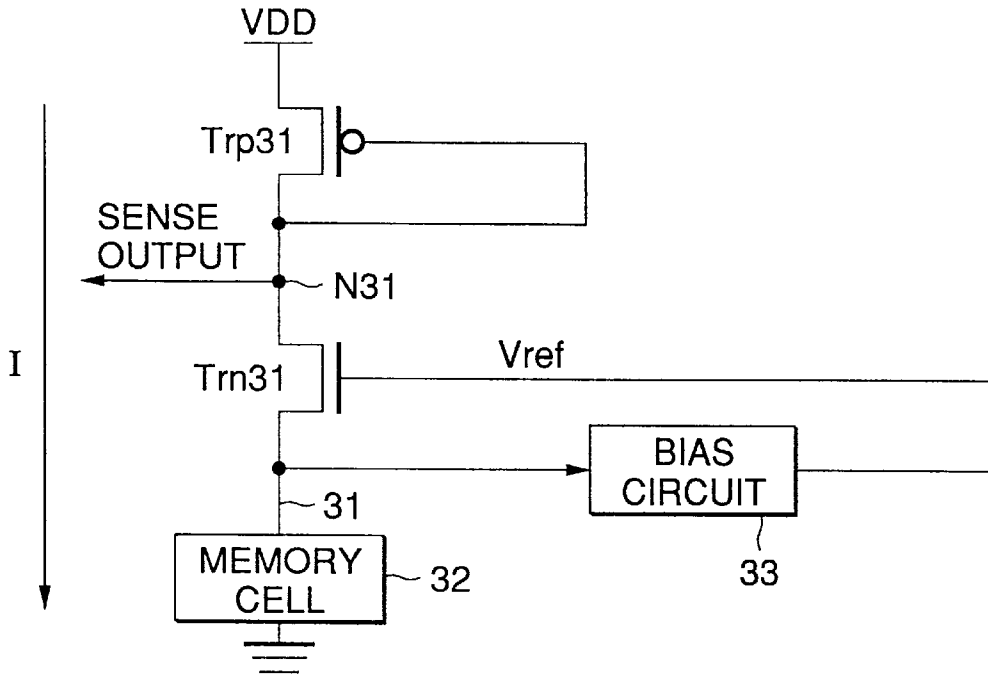 VDD
Trp31
SENSE
OUTPUT
N31
I
Trn31
Vref
BIAS
CIRCUIT
31
33
MEMORY
CELL
32